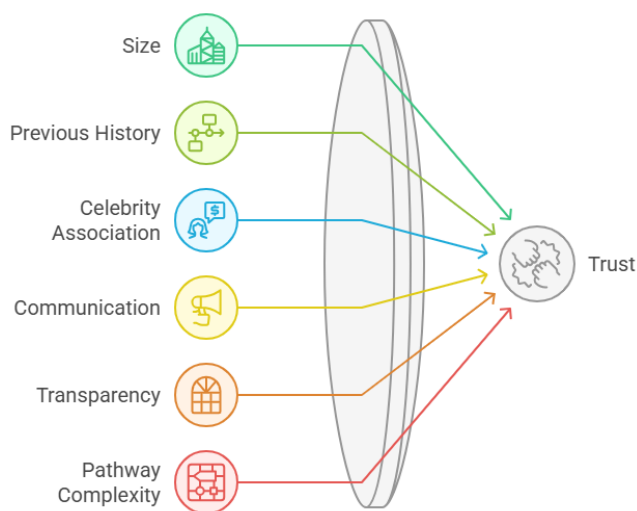 Size
Previous History
Celebrity
Association
$
Communication
Transparency
Pathway
Complexity
Trust